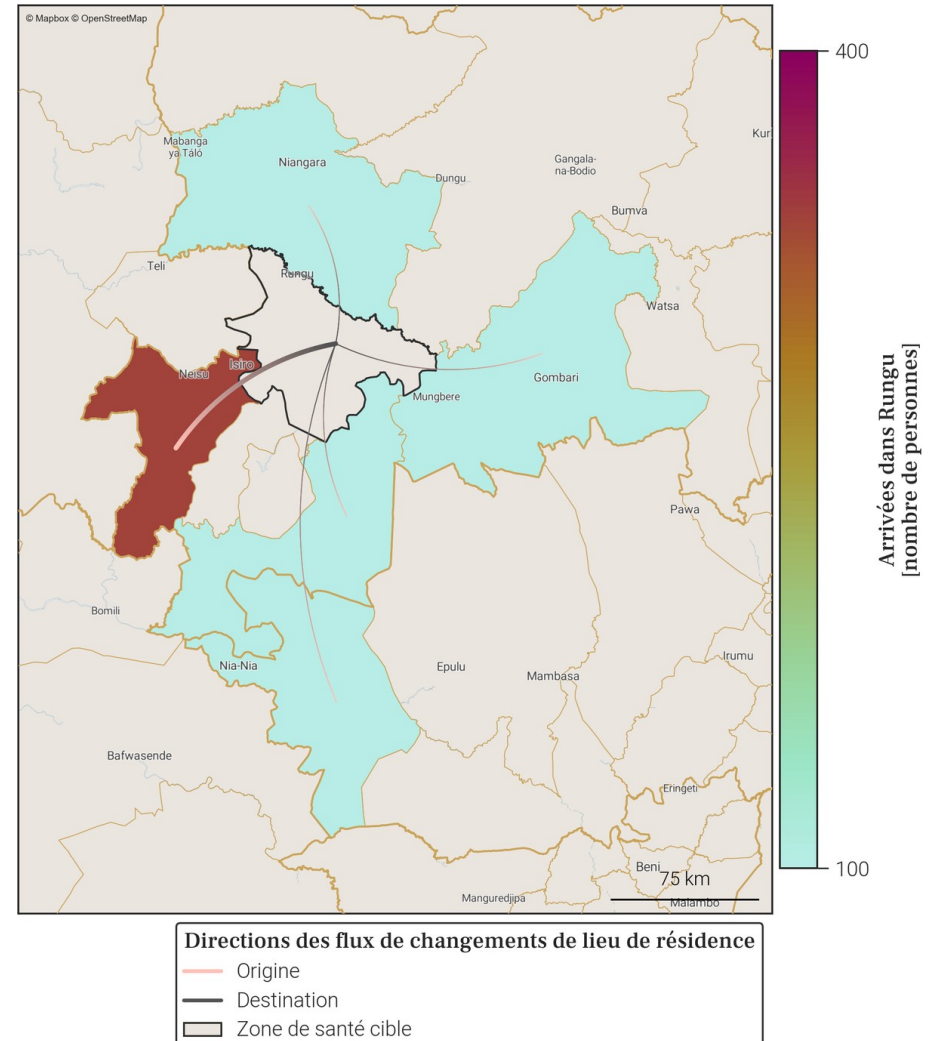 © Mapbox © OpenStreetMap
Mabanga
ya Talo
Niangara
Dungu
Gangala-
na-Bodio
Kur
Bumva
Teli
Rungu
Watsa
Isiro
Neisu
Gombari
Mungbere
Pawa
Bomili
Nia-Nia
Epulu
Mambasa
Irumu
Bafwasende
Eringeti
Beni
75 km
Manguredjipa
Malambo
400
100
Arrivées dans Rungu
[nombre de personnes]
Directions des flux de changements de lieu de résidence
Origine
Destination
Zone de santé cible